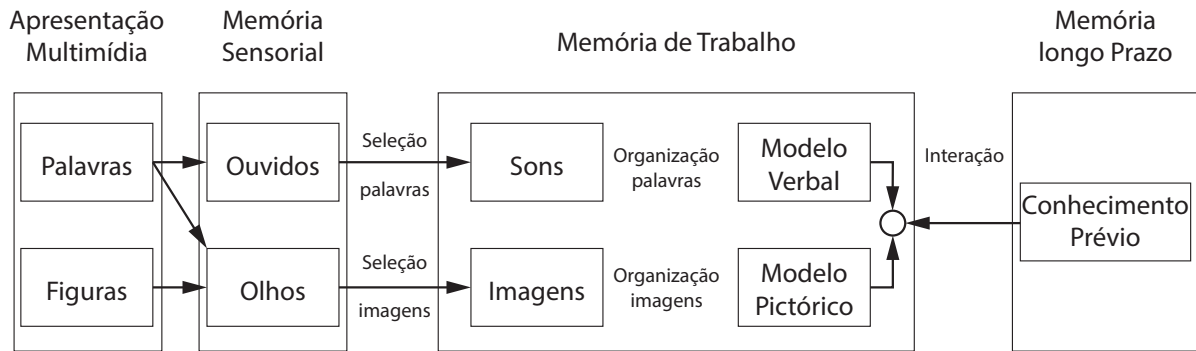 Apresentação
Multimídia
Memória
Sensorial
Memória de Trabalho
Memória
longo Prazo
Palavras
Ouvidos
Seleção
palavras
Sons
Organização
palavras
Modelo
Verbal
Interação
Conhecimento
Prévio
Figuras
Olhos
Seleção
imagens
Imagens
Organização
imagens
Modelo
Pictórico